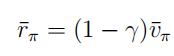 r̄_π = (1 − γ)v̄_π